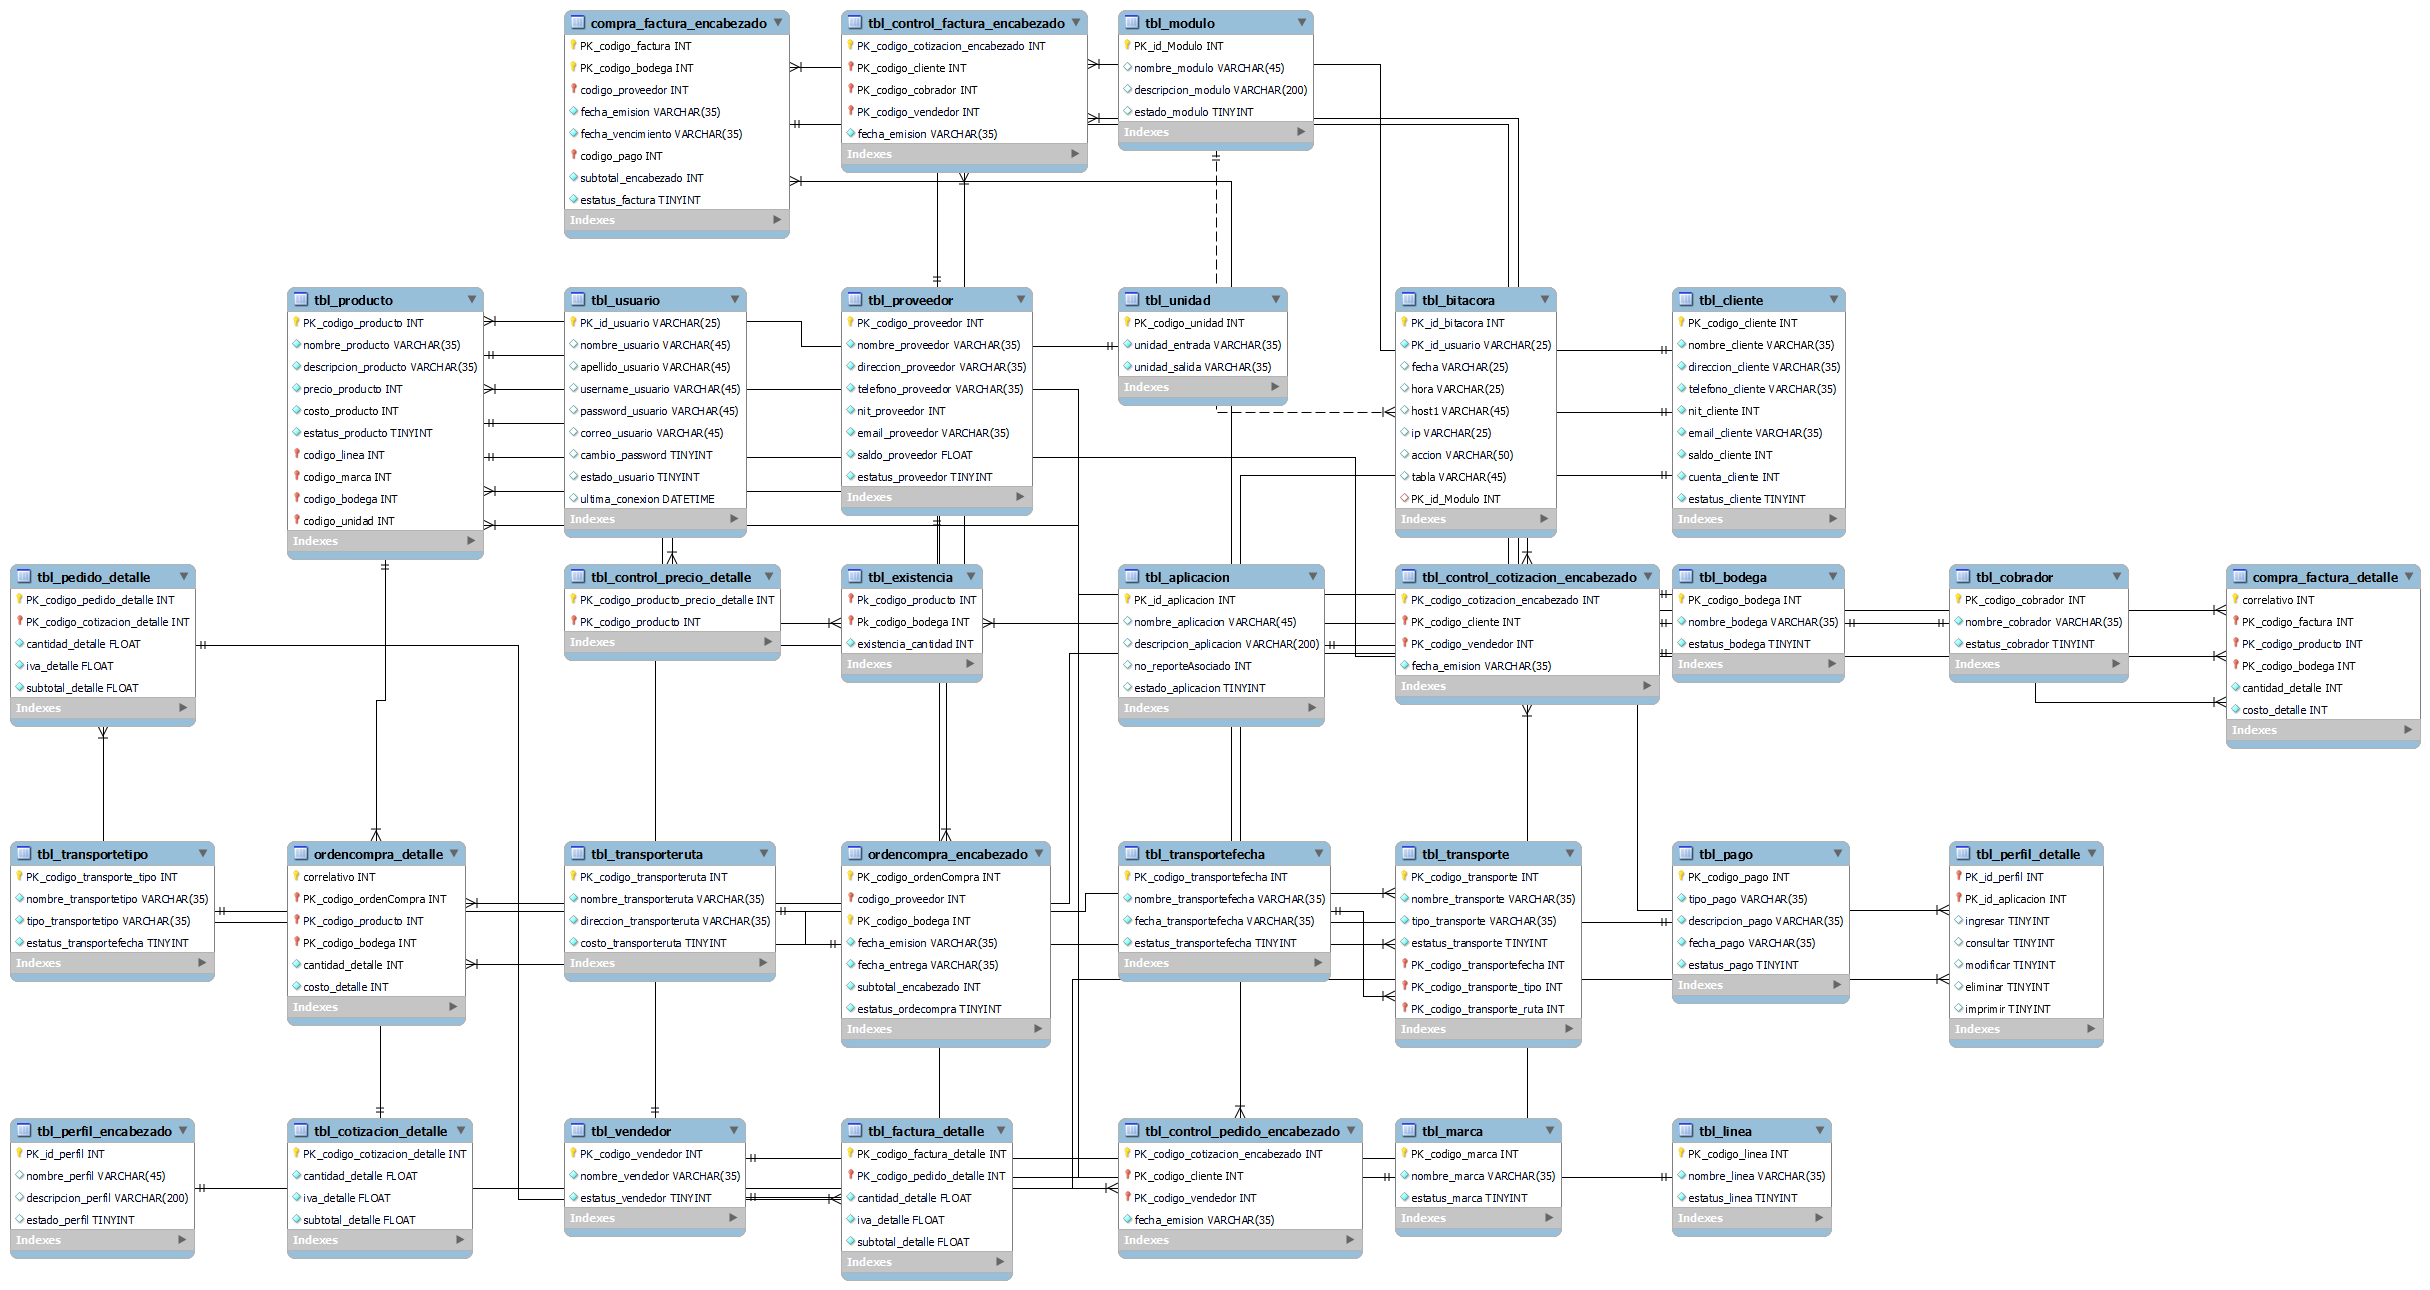 compra_factura_encabezado
PK_codigo_factura INT
PK_codigo_bodega INT
codigo_proveedor INT
fecha_emision VARCHAR(35)
fecha_vencimiento VARCHAR(35)
codigo_pago INT
subtotal_encabezado INT
estatus_factura TINYINT
Indexes
tbl_control_factura_encabezado
PK_codigo_cotizacion_encabezado INT
PK_codigo_cliente INT
PK_codigo_cobrador INT
PK_codigo_vendedor INT
fecha_emision VARCHAR(35)
Indexes
tbl_modulo
PK_id_Modulo INT
nombre_modulo VARCHAR(45)
descripcion_modulo VARCHAR(200)
estado_modulo TINYINT
Indexes
tbl_producto
PK_codigo_producto INT
nombre_producto VARCHAR(35)
descripcion_producto VARCHAR(35)
precio_producto INT
costo_producto INT
estatus_producto TINYINT
codigo_linea INT
codigo_marca INT
codigo_bodega INT
codigo_unidad INT
Indexes
tbl_usuario
PK_id_usuario VARCHAR(25)
nombre_usuario VARCHAR(45)
apellido_usuario VARCHAR(45)
username_usuario VARCHAR(45)
password_usuario VARCHAR(45)
correo_usuario VARCHAR(45)
cambio_password TINYINT
estado_usuario TINYINT
ultima_conexion DATETIME
Indexes
tbl_proveedor
PK_codigo_proveedor INT
nombre_proveedor VARCHAR(35)
direccion_proveedor VARCHAR(35)
telefono_proveedor VARCHAR(35)
nit_proveedor INT
email_proveedor VARCHAR(35)
saldo_proveedor FLOAT
estatus_proveedor TINYINT
Indexes
tbl_unidad
PK_codigo_unidad INT
unidad_entrada VARCHAR(35)
unidad_salida VARCHAR(35)
Indexes
tbl_bitacora
PK_id_bitacora INT
PK_id_usuario VARCHAR(25)
fecha VARCHAR(25)
hora VARCHAR(25)
host1 VARCHAR(45)
ip VARCHAR(25)
accion VARCHAR(50)
tabla VARCHAR(45)
PK_id_Modulo INT
Indexes
tbl_cliente
PK_codigo_cliente INT
nombre_cliente VARCHAR(35)
direccion_cliente VARCHAR(35)
telefono_cliente VARCHAR(35)
nit_cliente INT
email_cliente VARCHAR(35)
saldo_cliente INT
cuenta_cliente INT
estatus_cliente TINYINT
Indexes
tbl_pedido_detalle
PK_codigo_pedido_detalle INT
PK_codigo_cotizacion_detalle INT
cantidad_detalle FLOAT
iva_detalle FLOAT
subtotal_detalle FLOAT
Indexes
tbl_control_precio_detalle
PK_codigo_producto_precio_detalle INT
PK_codigo_producto INT
Indexes
tbl_existencia
Pk_codigo_producto INT
Pk_codigo_bodega INT
existencia_cantidad INT
Indexes
tbl_aplicacion
PK_id_aplicacion INT
nombre_aplicacion VARCHAR(45)
descripcion_aplicacion VARCHAR(200)
no_reporteAsociado INT
estado_aplicacion TINYINT
Indexes
tbl_control_cotizacion_encabezado
PK_codigo_cotizacion_encabezado INT
PK_codigo_cliente INT
PK_codigo_vendedor INT
fecha_emision VARCHAR(35)
Indexes
tbl_bodega
PK_codigo_bodega INT
nombre_bodega VARCHAR(35)
estatus_bodega TINYINT
Indexes
tbl_cobrador
PK_codigo_cobrador INT
nombre_cobrador VARCHAR(35)
estatus_cobrador TINYINT
Indexes
compra_factura_detalle
correlativo INT
PK_codigo_factura INT
PK_codigo_producto INT
PK_codigo_bodega INT
cantidad_detalle INT
costo_detalle INT
Indexes
tbl_transportetipo
PK_codigo_transporte_tipo INT
nombre_transportetipo VARCHAR(35)
tipo_transportetipo VARCHAR(35)
estatus_transportefecha TINYINT
Indexes
ordencompra_detalle
correlativo INT
PK_codigo_ordenCompra INT
PK_codigo_producto INT
PK_codigo_bodega INT
cantidad_detalle INT
costo_detalle INT
Indexes
tbl_transporteruta
PK_codigo_transporteruta INT
nombre_transporteruta VARCHAR(35)
direccion_transporteruta VARCHAR(35)
costo_transporteruta TINYINT
Indexes
ordencompra_encabezado
PK_codigo_ordenCompra INT
codigo_proveedor INT
PK_codigo_bodega INT
fecha_emision VARCHAR(35)
fecha_entrega VARCHAR(35)
subtotal_encabezado INT
estatus_ordecompra TINYINT
Indexes
tbl_transportefecha
PK_codigo_transportefecha INT
nombre_transportefecha VARCHAR(35)
fecha_transportefecha VARCHAR(35)
estatus_transportefecha TINYINT
Indexes
tbl_transporte
PK_codigo_transporte INT
nombre_transporte VARCHAR(35)
tipo_transporte VARCHAR(35)
estatus_transporte TINYINT
PK_codigo_transportefecha INT
PK_codigo_transporte_tipo INT
PK_codigo_transporte_ruta INT
Indexes
tbl_pago
PK_codigo_pago INT
tipo_pago VARCHAR(35)
descripcion_pago VARCHAR(35)
fecha_pago VARCHAR(35)
estatus_pago TINYINT
Indexes
tbl_perfil_detalle
PK_id_perfil INT
PK_id_aplicacion INT
ingresar TINYINT
consultar TINYINT
modificar TINYINT
eliminar TINYINT
imprimir TINYINT
Indexes
tbl_perfil_encabezado
PK_id_perfil INT
nombre_perfil VARCHAR(45)
descripcion_perfil VARCHAR(200)
estado_perfil TINYINT
Indexes
tbl_cotizacion_detalle
PK_codigo_cotizacion_detalle INT
cantidad_detalle FLOAT
iva_detalle FLOAT
subtotal_detalle FLOAT
Indexes
tbl_vendedor
PK_codigo_vendedor INT
nombre_vendedor VARCHAR(35)
estatus_vendedor TINYINT
Indexes
tbl_factura_detalle
PK_codigo_factura_detalle INT
PK_codigo_pedido_detalle INT
cantidad_detalle FLOAT
iva_detalle FLOAT
subtotal_detalle FLOAT
Indexes
tbl_control_pedido_encabezado
PK_codigo_cotizacion_encabezado INT
PK_codigo_cliente INT
PK_codigo_vendedor INT
fecha_emision VARCHAR(35)
Indexes
tbl_marca
PK_codigo_marca INT
nombre_marca VARCHAR(35)
estatus_marca TINYINT
Indexes
tbl_linea
PK_codigo_linea INT
nombre_linea VARCHAR(35)
estatus_linea TINYINT
Indexes